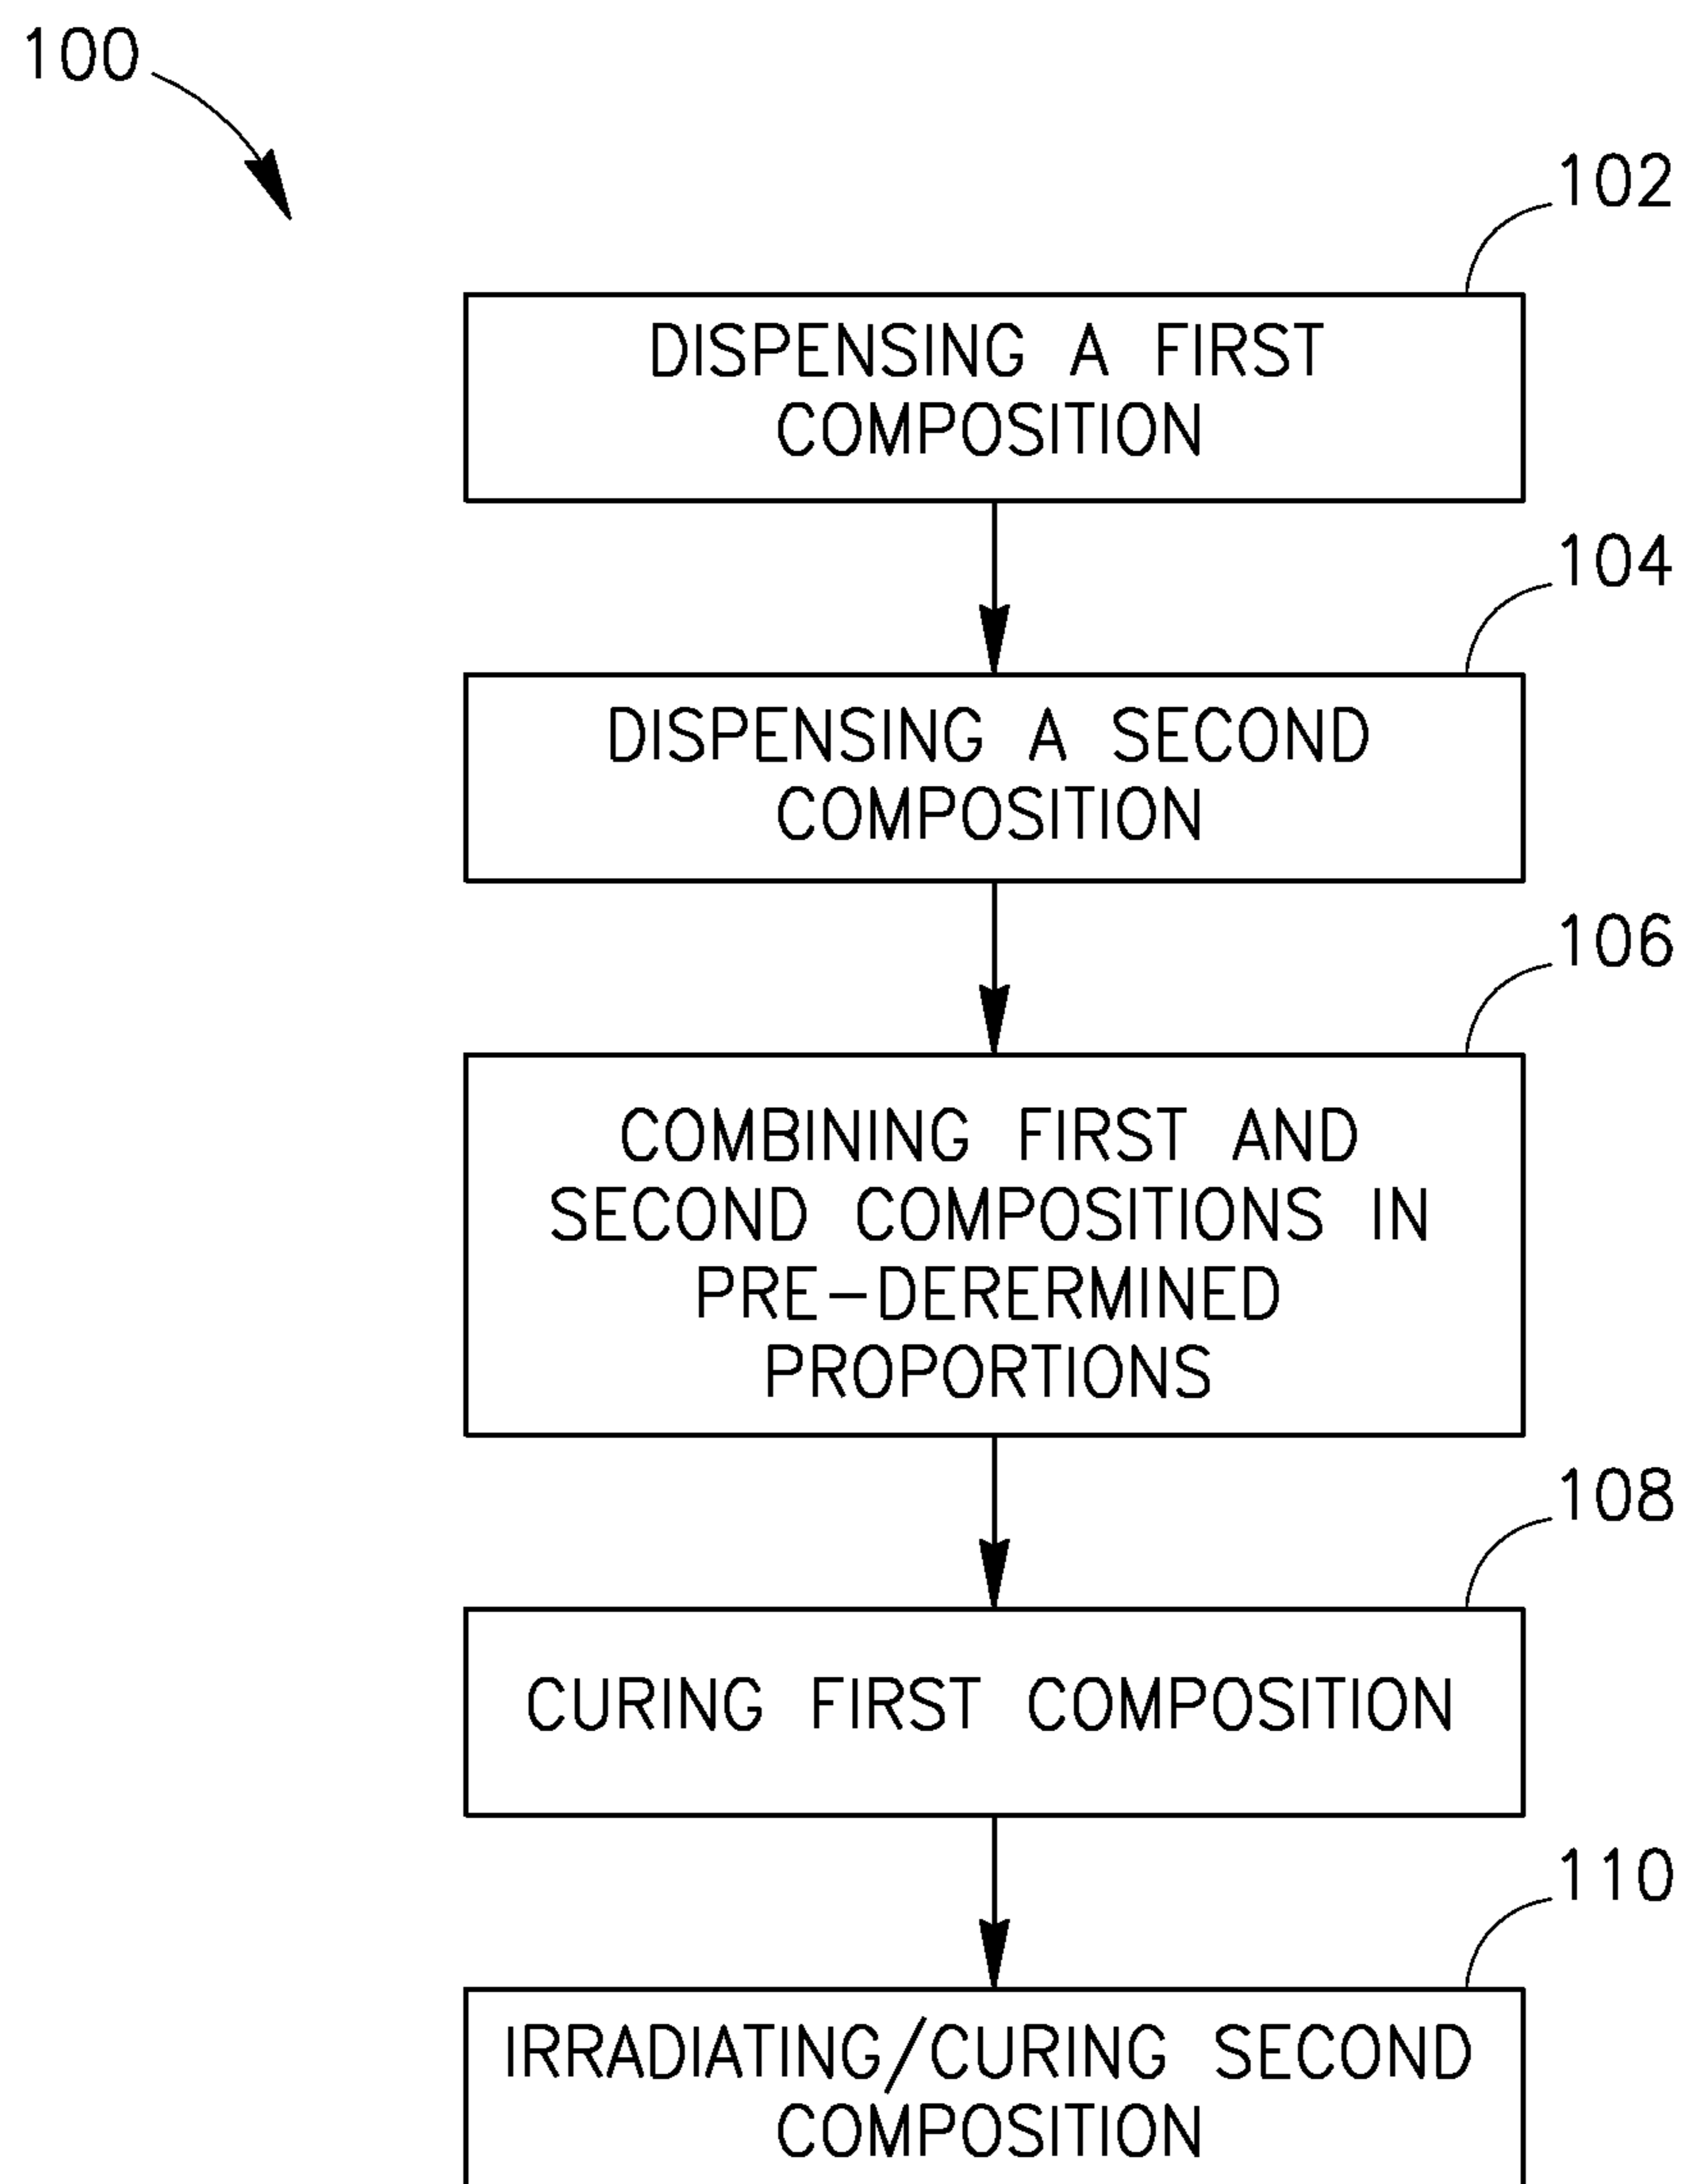 100
102
DISPENSING A FIRST
COMPOSITION
104
DISPENSING A SECOND
COMPOSITION
106
COMBINING FIRST AND
SECOND COMPOSITIONS IN
PRE-DERERMINED
PROPORTIONS
108
CURING FIRST COMPOSITION
110
IRRADIATING/CURING SECOND
COMPOSITION